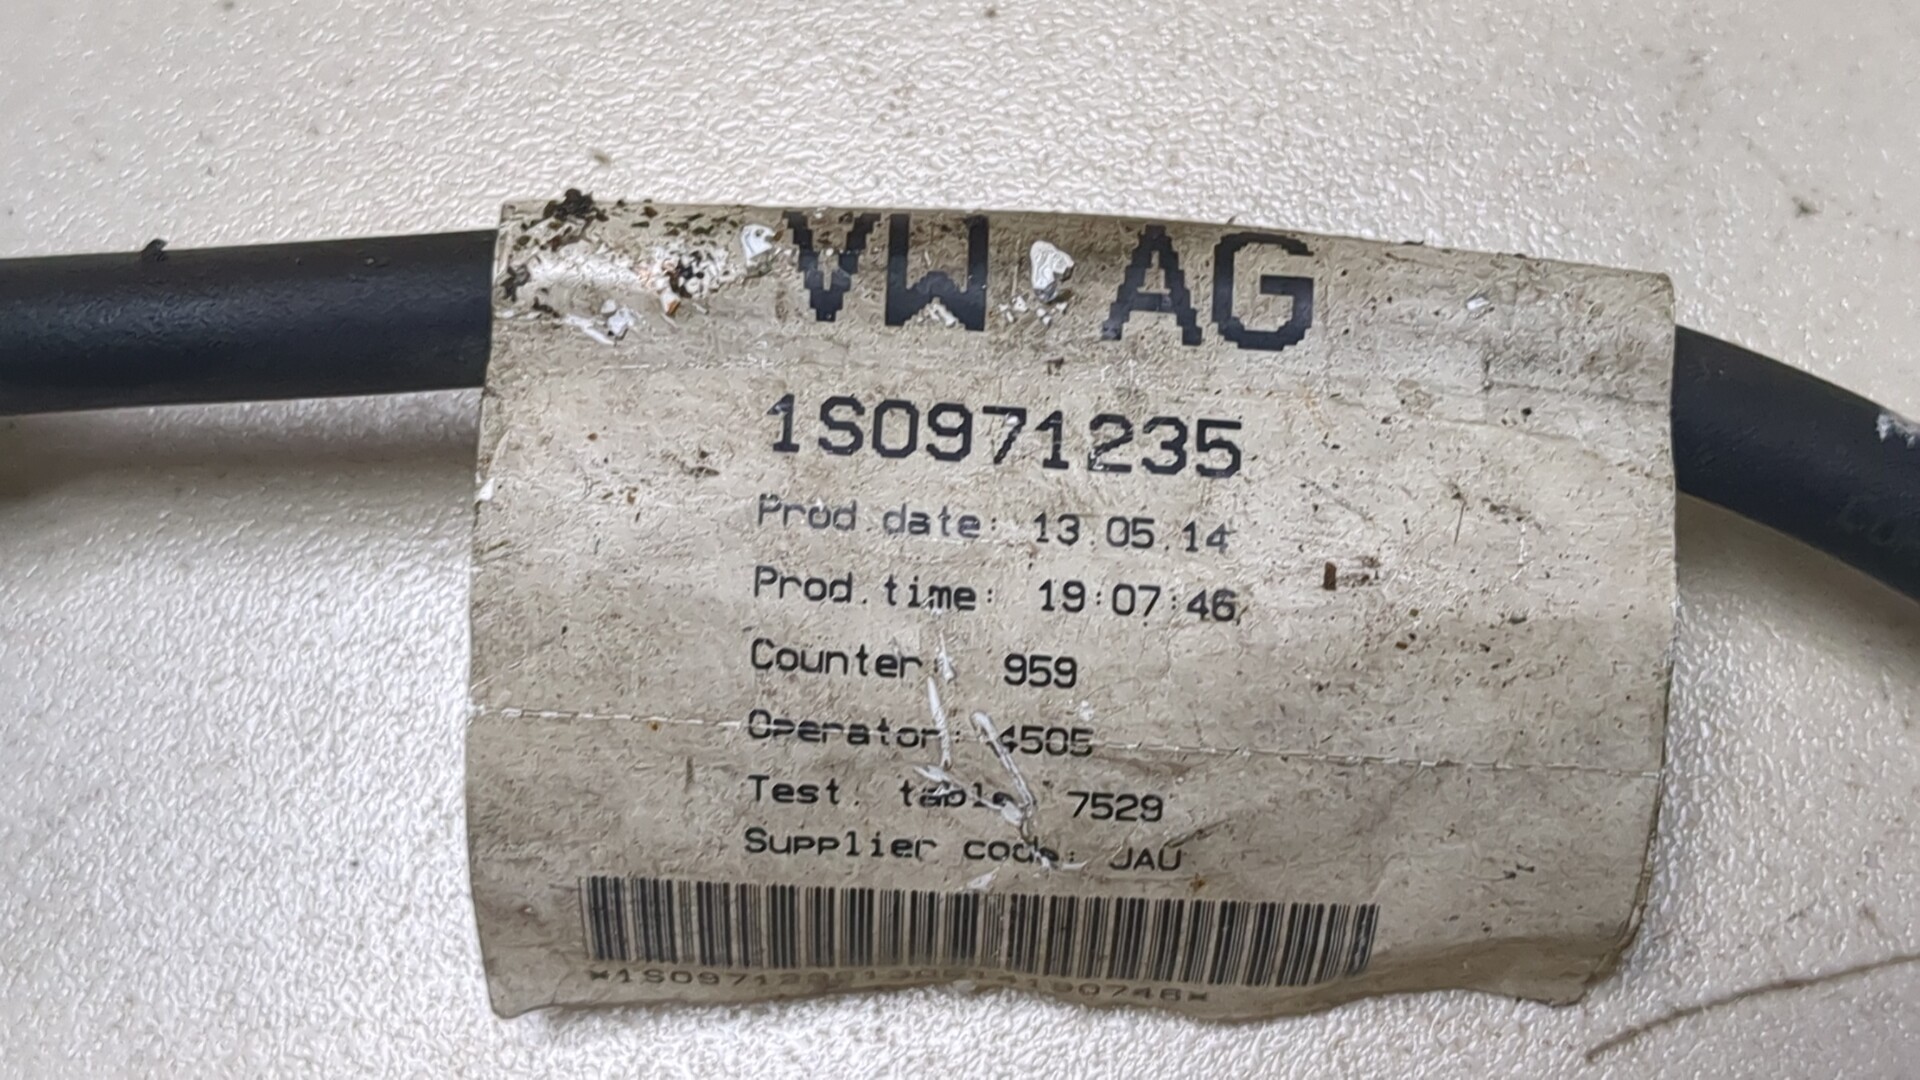 VW AG
1S0971235
Prod.date: 13.05.14
Prod.time: 19:07:46
Counter: 959
Operator: 4505
Test. table: 7529
Supplier code: JAU